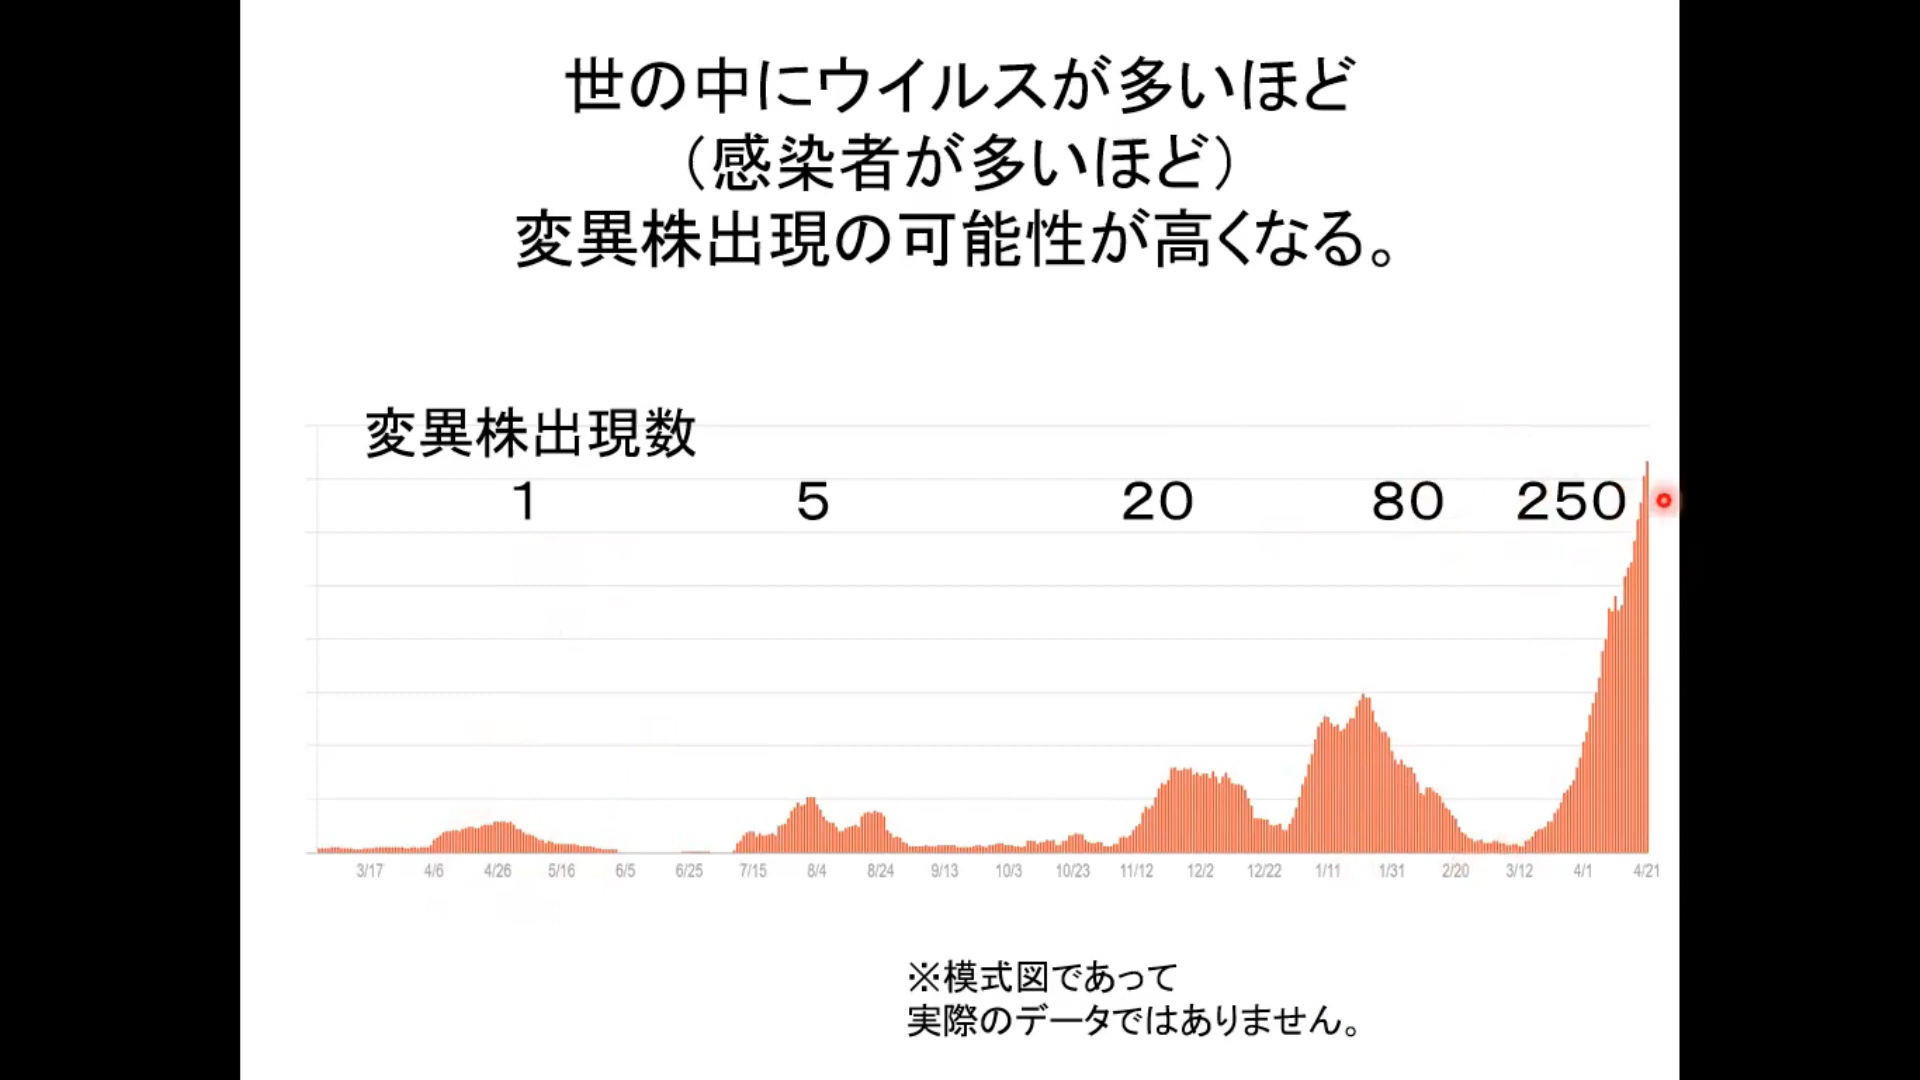 世の中にウイルスが多いほど
（感染者が多いほど）
変異株出現の可能性が高くなる。
変異株出現数
1 5 20 80 250
3/17 4/6 4/26 5/16 6/5 6/25 7/15 8/4 8/24 9/13 10/3 10/23 11/12 12/2 12/22 1/11 1/31 2/20 3/12 4/1 4/21
※模式図であって
実際のデータではありません。